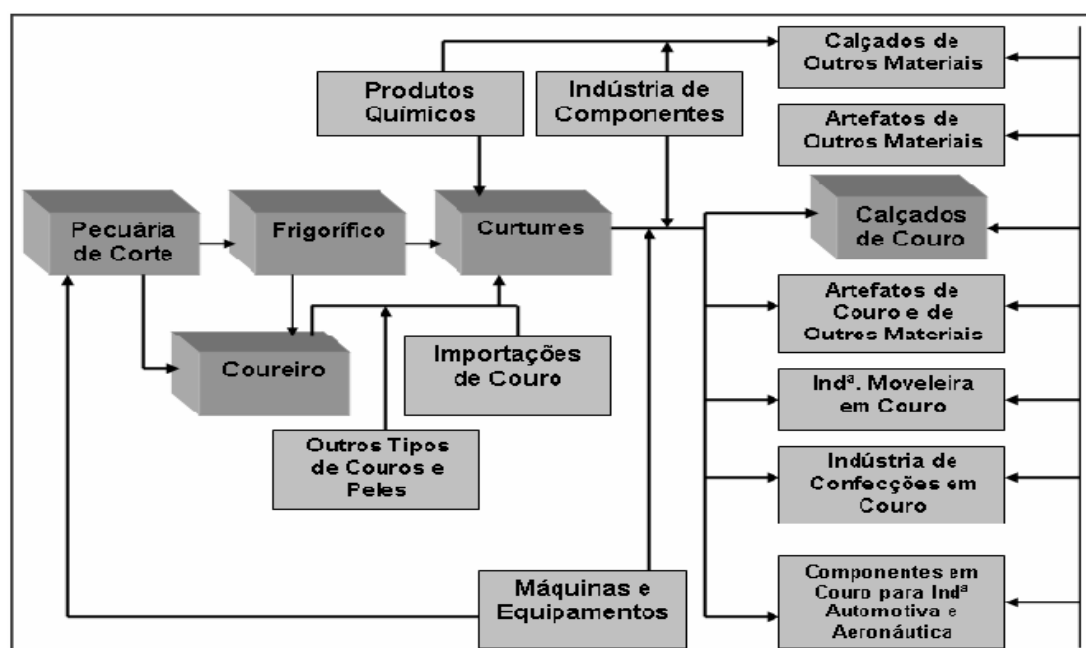 Calçados de
Outros Materiais
Produtos
Químicos
Indústria de
Componentes
Artefatos de
Outros Materiais
Pecuária
de Corte
Frigorífico
Curtumes
Calçados
de Couro
Artefatos de
Couro e de
Outros Materiais
Coureiro
Importações
de Couro
Indª. Moveleira
em Couro
Outros Tipos
de Couros e
Peles
Indústria de
Confecções em
Couro
Máquinas e
Equipamentos
Componentes em
Couro para Indª
Automotiva e
Aeronáutica